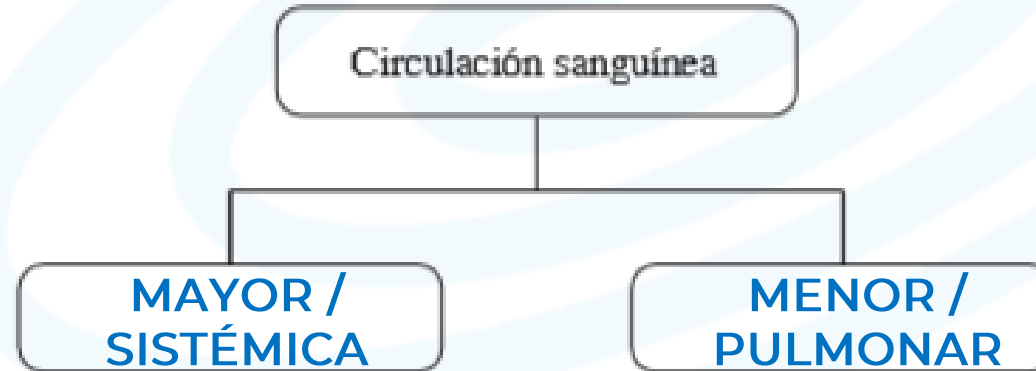 Circulación sanguínea
MAYOR /
SISTÉMICA
MENOR /
PULMONAR